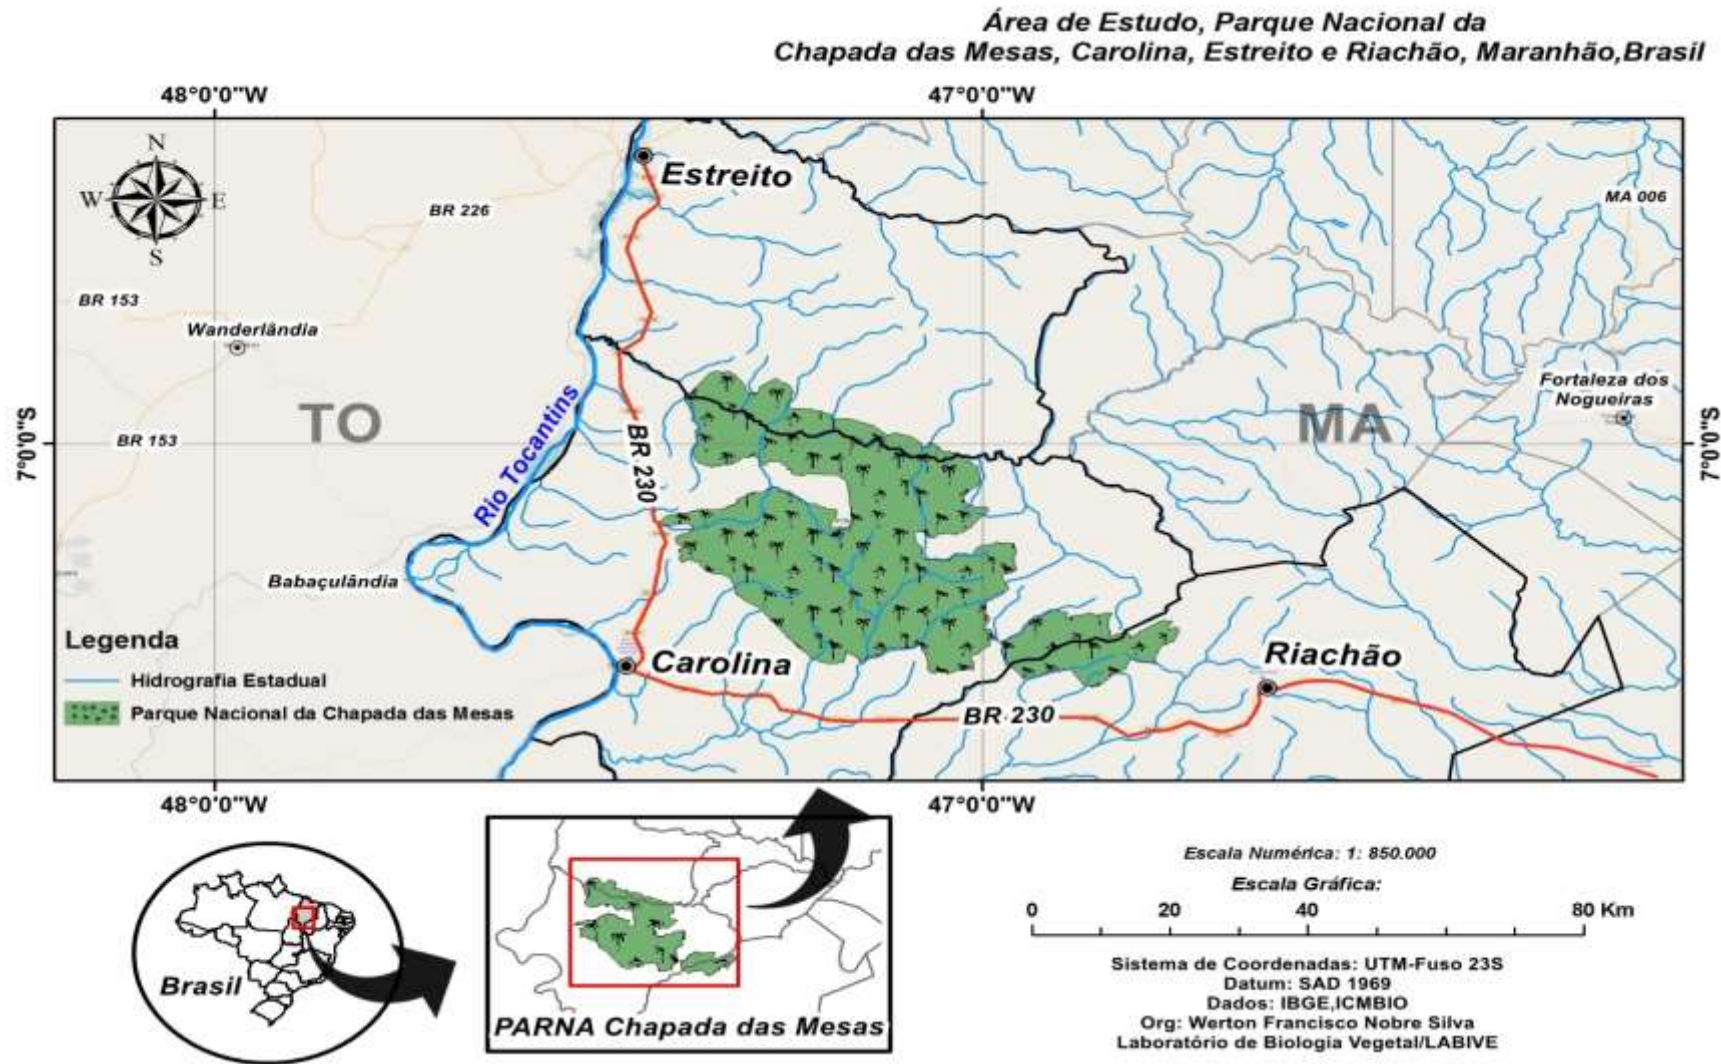 Área de Estudo, Parque Nacional da
Chapada das Mesas, Carolina, Estreito e Riachão, Maranhão,Brasil
48°0'0"W
47°0'0"W
N
W
E
S
Estreito
BR 226
MA 006
BR 153
Wanderlândia
Fortaleza dos
Nogueiras
TO
MA
7°0'0"S
7°0'0"S
BR 153
Rio Tocantins
BR 230
Babaçulândia
Legenda
Hidrografia Estadual
Parque Nacional da Chapada das Mesas
Carolina
Riachão
BR 230
48°0'0"W
47°0'0"W
Brasil
PARNA Chapada das Mesas
Escala Numérica: 1: 850.000
Escala Gráfica:
0 20 40 80 Km
Sistema de Coordenadas: UTM-Fuso 23S
Datum: SAD 1969
Dados: IBGE,ICMBIO
Org: Werton Francisco Nobre Silva
Laboratório de Biologia Vegetal/LABIVE